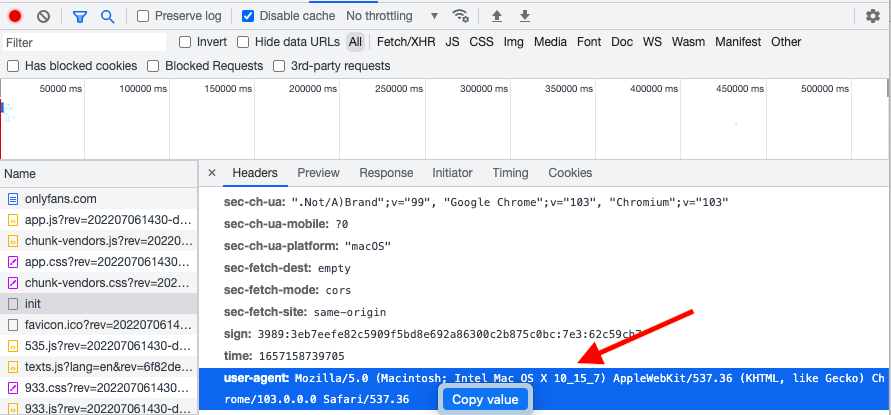 Preserve log Disable cache No throttling
Filter Invert Hide data URLs All Fetch/XHR JS CSS Img Media Font Doc WS Wasm Manifest Other
Has blocked cookies Blocked Requests 3rd-party requests
50000 ms 100000 ms 150000 ms 200000 ms 250000 ms 300000 ms 350000 ms 400000 ms 450000 ms 500000 ms
Name × Headers Preview Response Initiator Timing Cookies
onlyfans.com
app.js?rev=202207061430-d...
chunk-vendors.js?rev=20220...
app.css?rev=202207061430...
chunk-vendors.css?rev=202...
init
favicon.ico?rev=2022070614...
535.js?rev=202207061430-d...
texts.js?lang=en&rev=6f82de...
933.css?rev=202207061430...
933.js?rev=202207061430-d...
sec-ch-ua: ".Not/A)Brand";v="99", "Google Chrome";v="103", "Chromium";v="103"
sec-ch-ua-mobile: ?0
sec-ch-ua-platform: "macOS"
sec-fetch-dest: empty
sec-fetch-mode: cors
sec-fetch-site: same-origin
sign: 3989:3eb7eefe82c5909f5bd8e692a86300c2b875c0bc:7e3:62c59cb7
time: 1657158739705
user-agent: Mozilla/5.0 (Macintosh; Intel Mac OS X 10_15_7) AppleWebKit/537.36 (KHTML, like Gecko) Ch
rome/103.0.0.0 Safari/537.36
Copy value